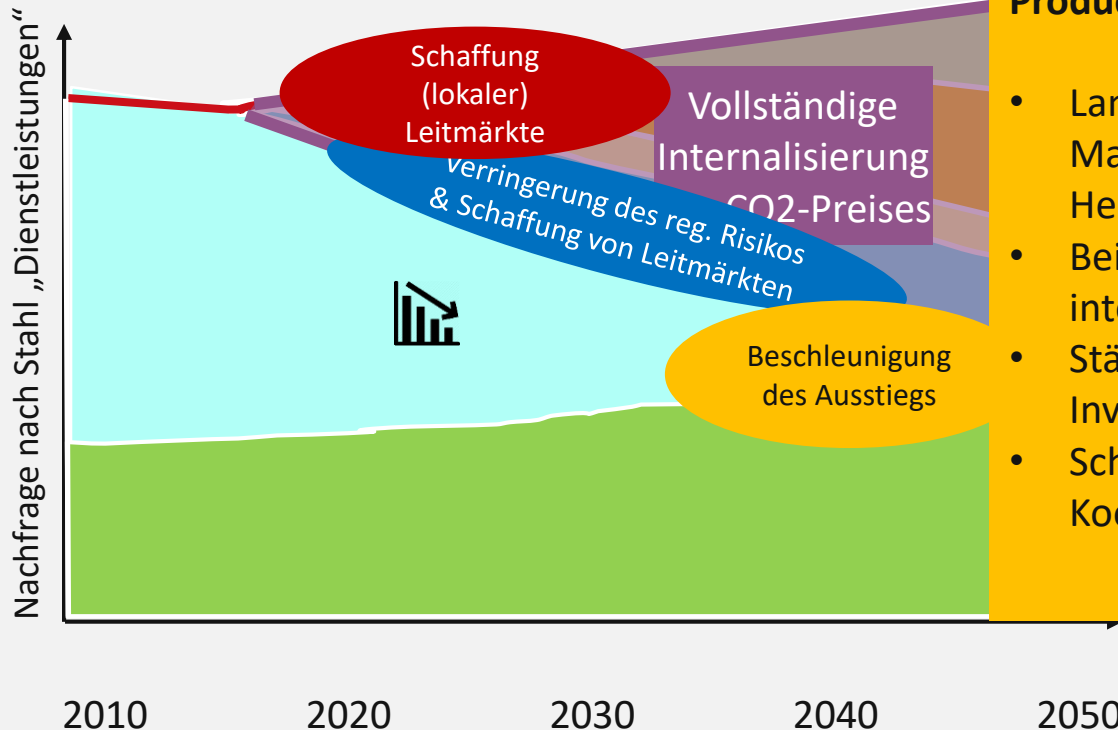 Nachfrage nach Stahl „Dienstleistungen“
Schaffung
(lokaler)
Leitmärkte
Vollständige
Internalisierung
CO2-Preises
Verringerung des reg. Risikos
& Schaffung von Leitmärkten
Beschleunigung
des Ausstiegs
2010 2020 2030 2040 2050